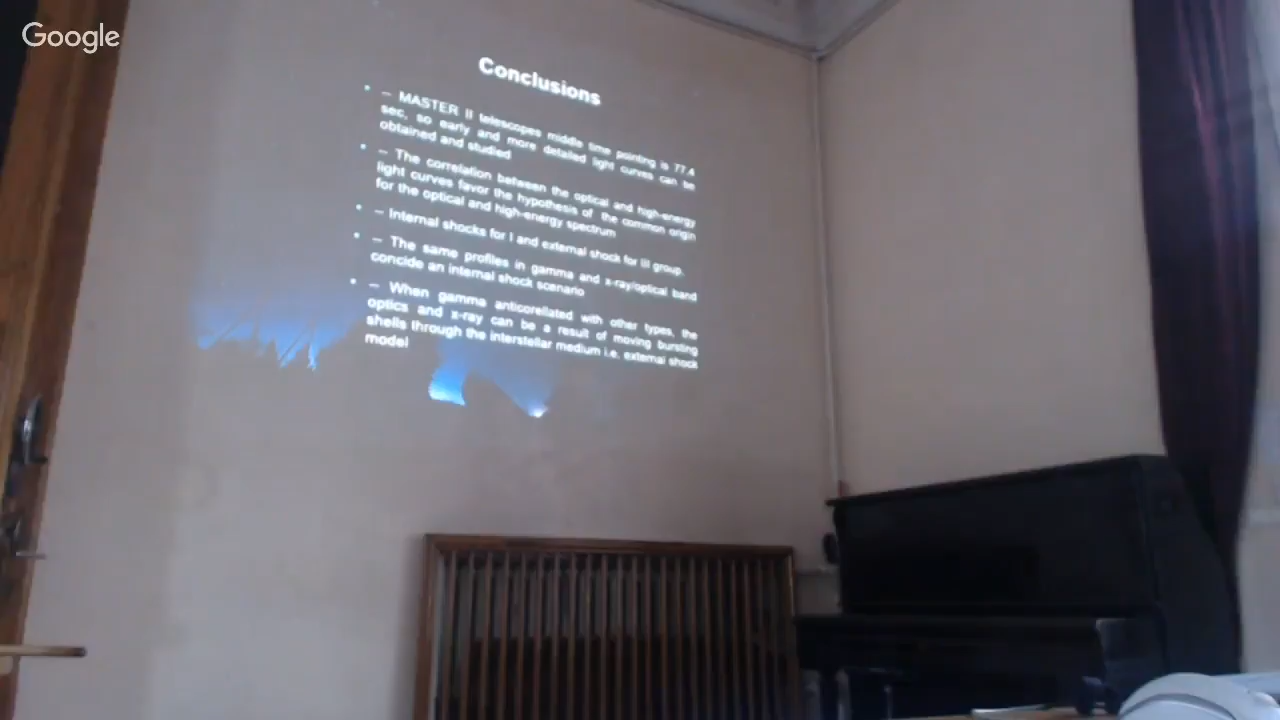 Google
Conclusions
• – MASTER II telescopes middle time pointing is 77.4
sec, so early and more detailed light curves can be
obtained and studied
• – The correlation between the optical and high-energy
light curves favor the hypothesis of the common origin
for the optical and high-energy spectrum
• – Internal shocks for I and external shock for III group.
• – The same profiles in gamma and x-ray/optical band
concide an internal shock scenario
• – When gamma anticorellated with other types, the
optics and x-ray can be a result of moving bursting
shells through the interstellar medium i.e. external shock
model